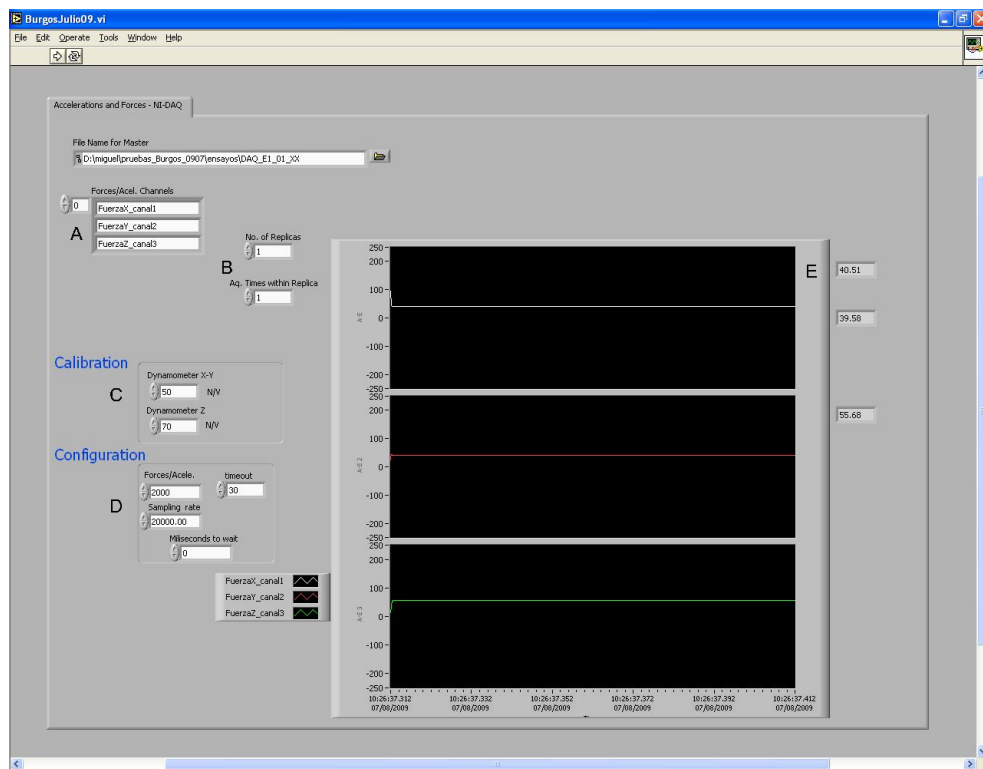 BurgosJulio09.vi
File Edit Operate Tools Window Help
Accelerations and Forces - NI-DAQ
File Name for Master
D:\miguel\pruebas_Burgos_0907\ensayos\DAQ_E1_01_XX
Forces/Acel. Channels
0
FuerzaX_canal1
FuerzaY_canal2
FuerzaZ_canal3
A
No. of Replicas
1
B
Aq. Times within Replica
1
Calibration
Dynamometer X-Y
50 N/V
C
Dynamometer Z
70 N/V
Configuration
Forces/Acele. timeout
2000 30
D
Sampling rate
20000.00
Miliseconds to wait
0
FuerzaX_canal1
FuerzaY_canal2
FuerzaZ_canal3
250
200
100
0
-100
-200
-250
A-E
250
200
100
0
-100
-200
-250
A-E 2
250
200
100
0
-100
-200
-250
A-E 3
10:26:37.312 10:26:37.332 10:26:37.352 10:26:37.372 10:26:37.392 10:26:37.412
07/08/2009 07/08/2009 07/08/2009 07/08/2009 07/08/2009 07/08/2009
E
40.51
39.58
55.68